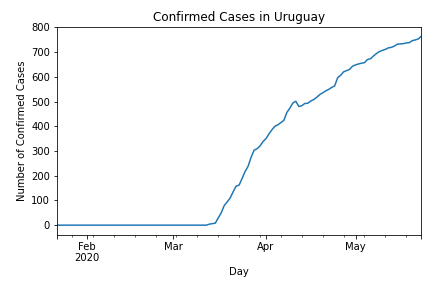 Confirmed Cases in Uruguay
Number of Confirmed Cases
800
700
600
500
400
300
200
100
0
Feb
2020
Mar
Apr
May
Day